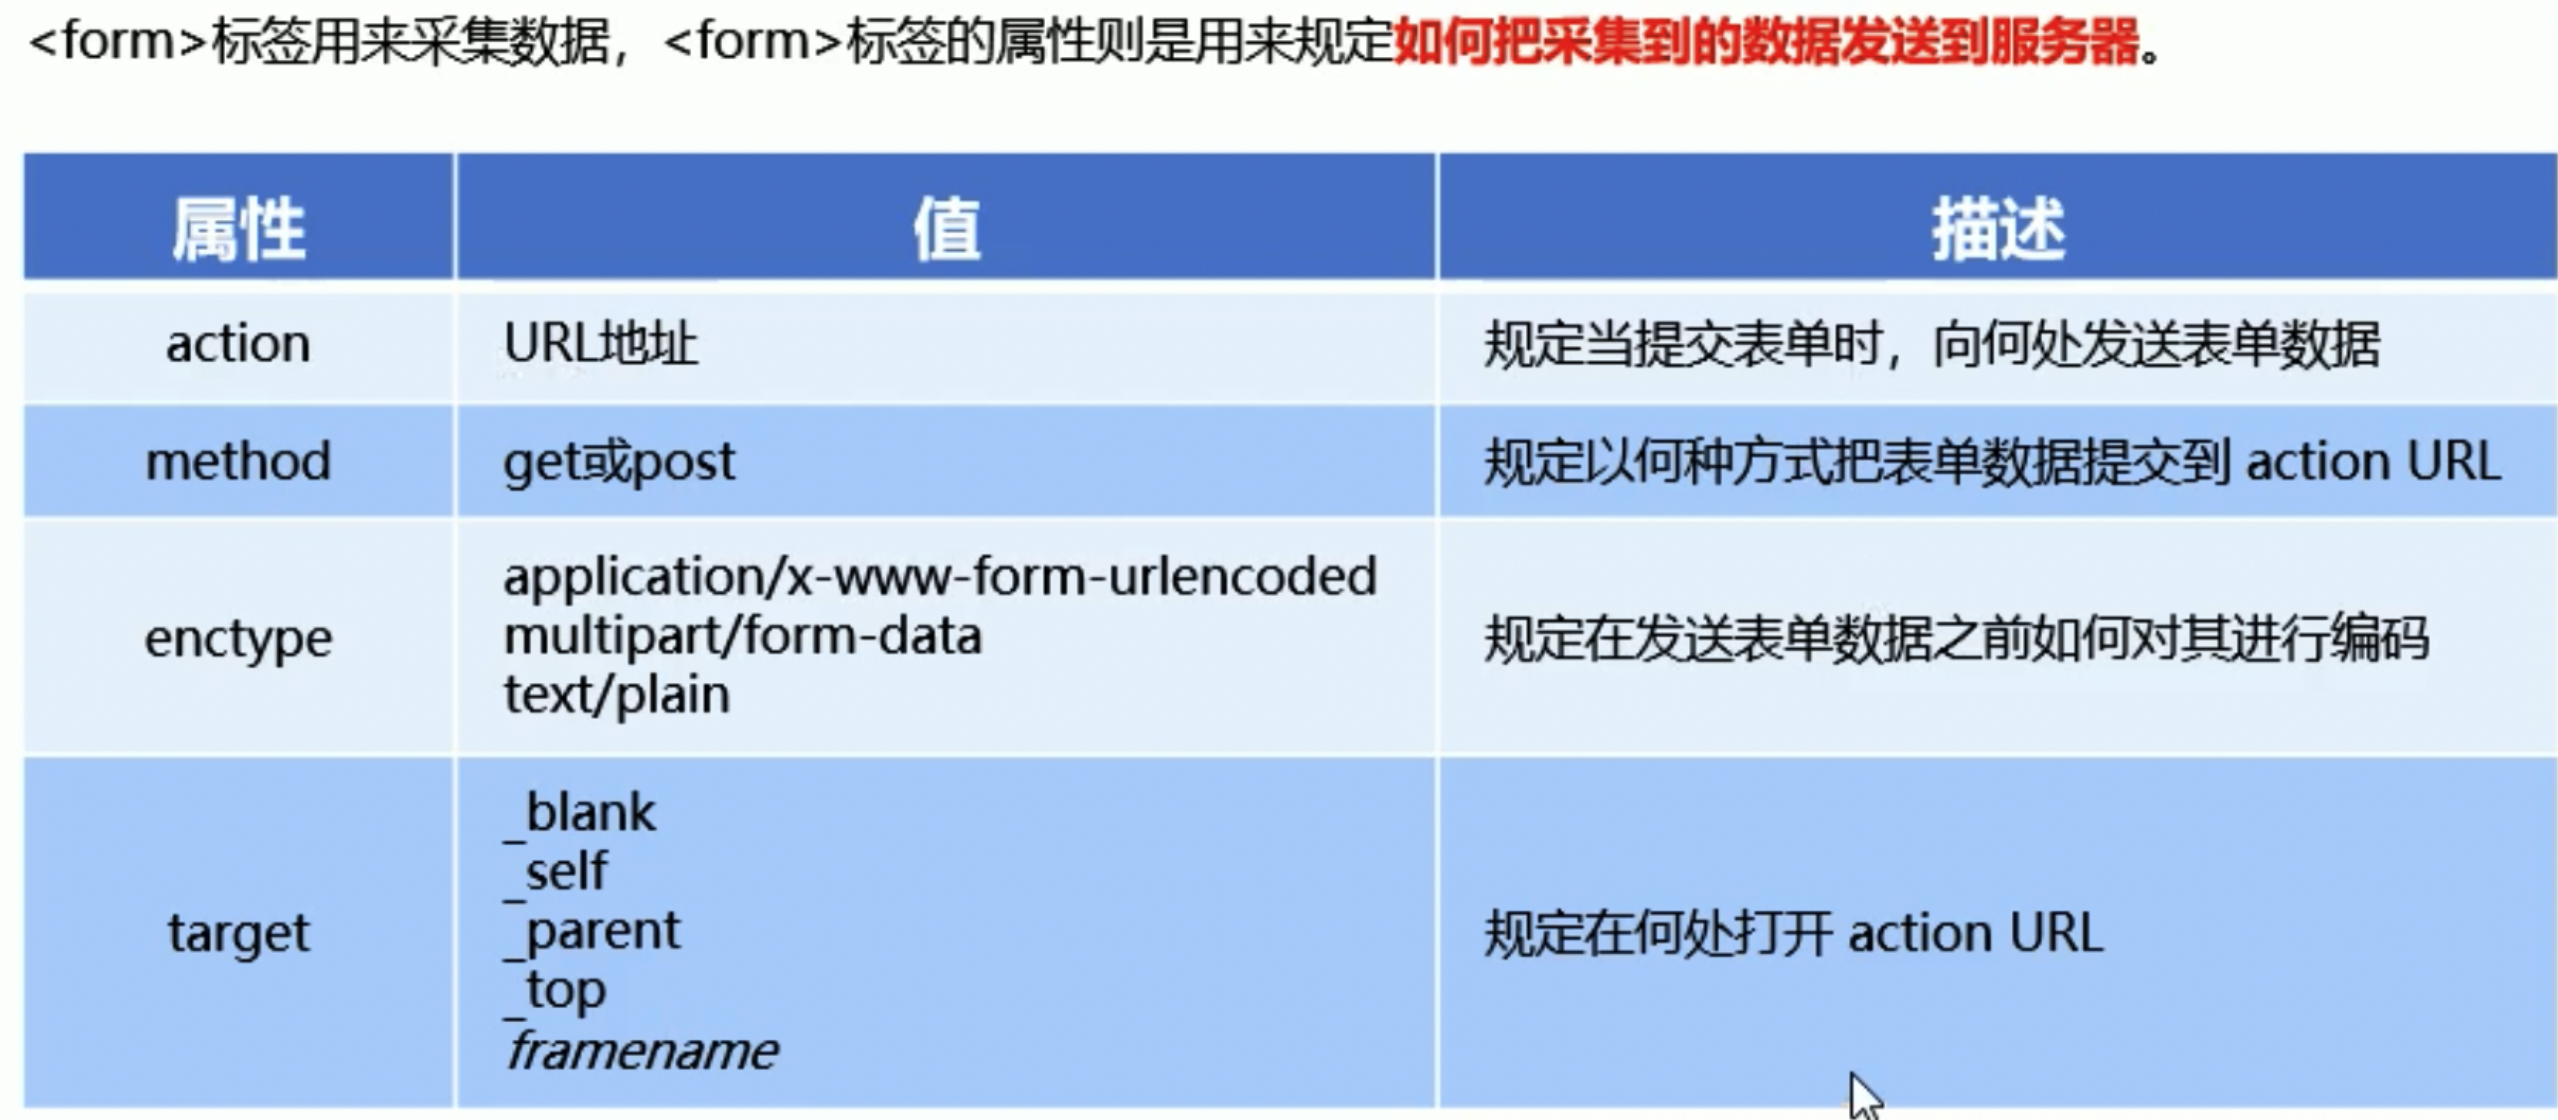 <form>标签用来采集数据，<form>标签的属性则是用来规定如何把采集到的数据发送到服务器。
属性 值 描述
action URL地址 规定当提交表单时，向何处发送表单数据
method get或post 规定以何种方式把表单数据提交到 action URL
enctype
application/x-www-form-urlencoded
multipart/form-data
text/plain
规定在发送表单数据之前如何对其进行编码
target
_blank
_self
_parent
_top
framename
规定在何处打开 action URL